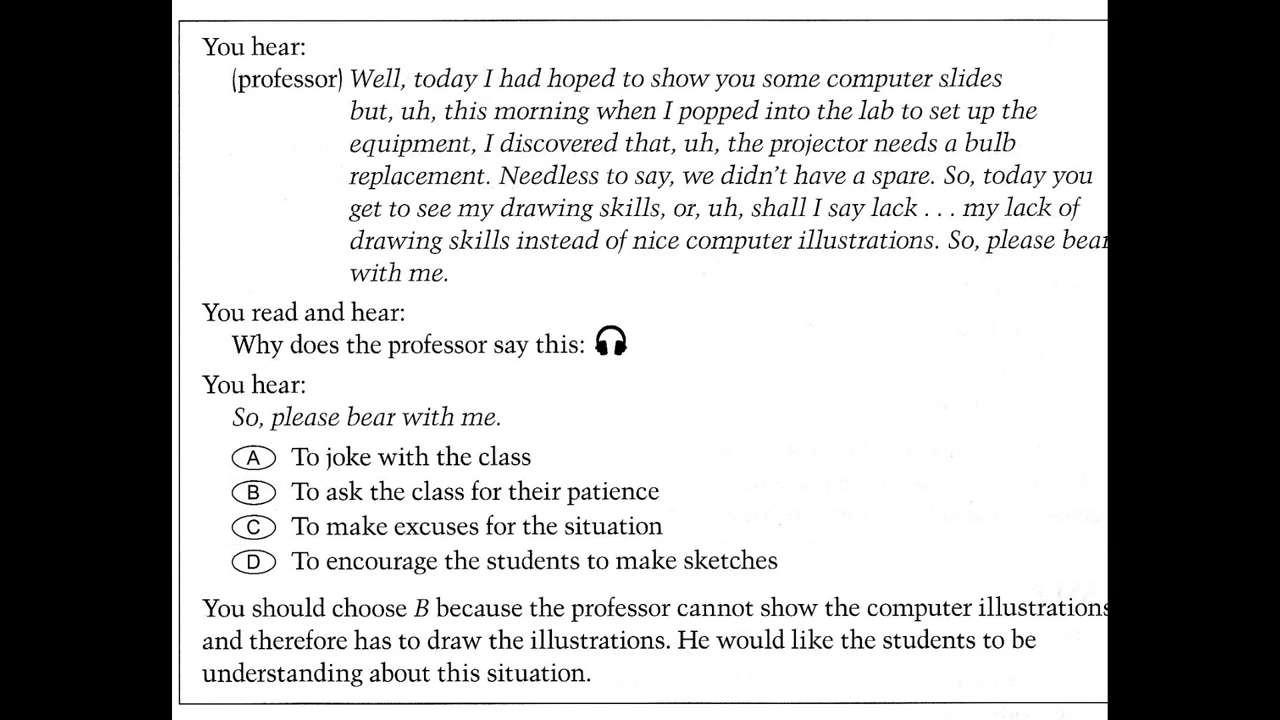 You hear:
(professor) Well, today I had hoped to show you some computer slides
but, uh, this morning when I popped into the lab to set up the
equipment, I discovered that, uh, the projector needs a bulb
replacement. Needless to say, we didn't have a spare. So, today you
get to see my drawing skills, or, uh, shall I say lack . . . my lack of
drawing skills instead of nice computer illustrations. So, please bear
with me.
You read and hear:
Why does the professor say this:
You hear:
So, please bear with me.
A To joke with the class
B To ask the class for their patience
C To make excuses for the situation
D To encourage the students to make sketches
You should choose B because the professor cannot show the computer illustrations
and therefore has to draw the illustrations. He would like the students to be
understanding about this situation.